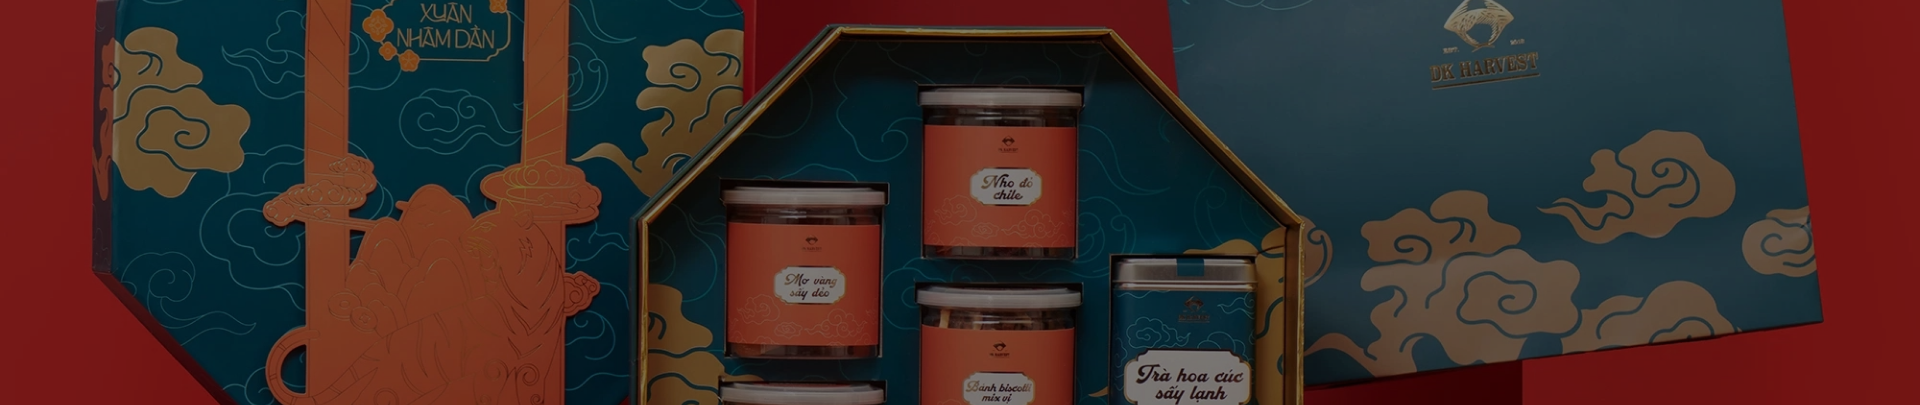 XUÂN
NHÂM DẦN
DK HARVEST
Nho đỏ
chile
Mơ vàng
sấy dẻo
Bánh biscotti
mix vị
Trà hoa cúc
sấy lạnh